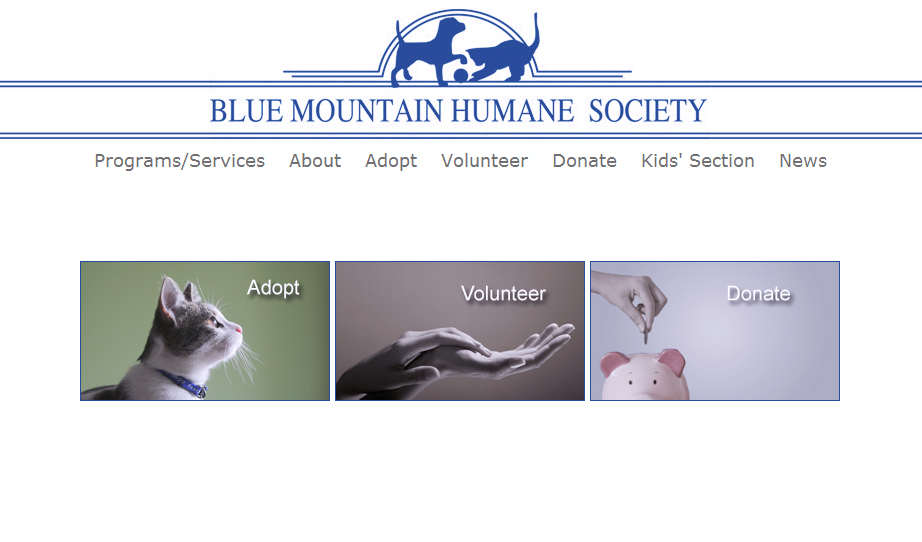 BLUE MOUNTAIN HUMANE SOCIETY
Programs/Services About Adopt Volunteer Donate Kids' Section News
Adopt
Volunteer
Donate